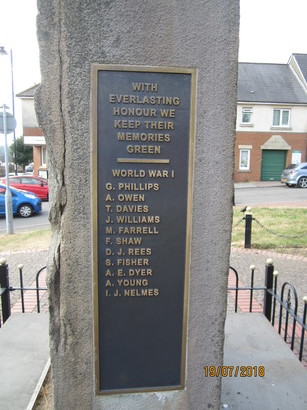 WITH
EVERLASTING
HONOUR WE
KEEP THEIR
MEMORIES
GREEN
WORLD WAR I
G. PHILLIPS
A. OWEN
T. DAVIES
J. WILLIAMS
M. FARRELL
F. SHAW
D. J. REES
S. FISHER
A. E. DYER
A. YOUNG
I. J. NELMES
19/07/2018